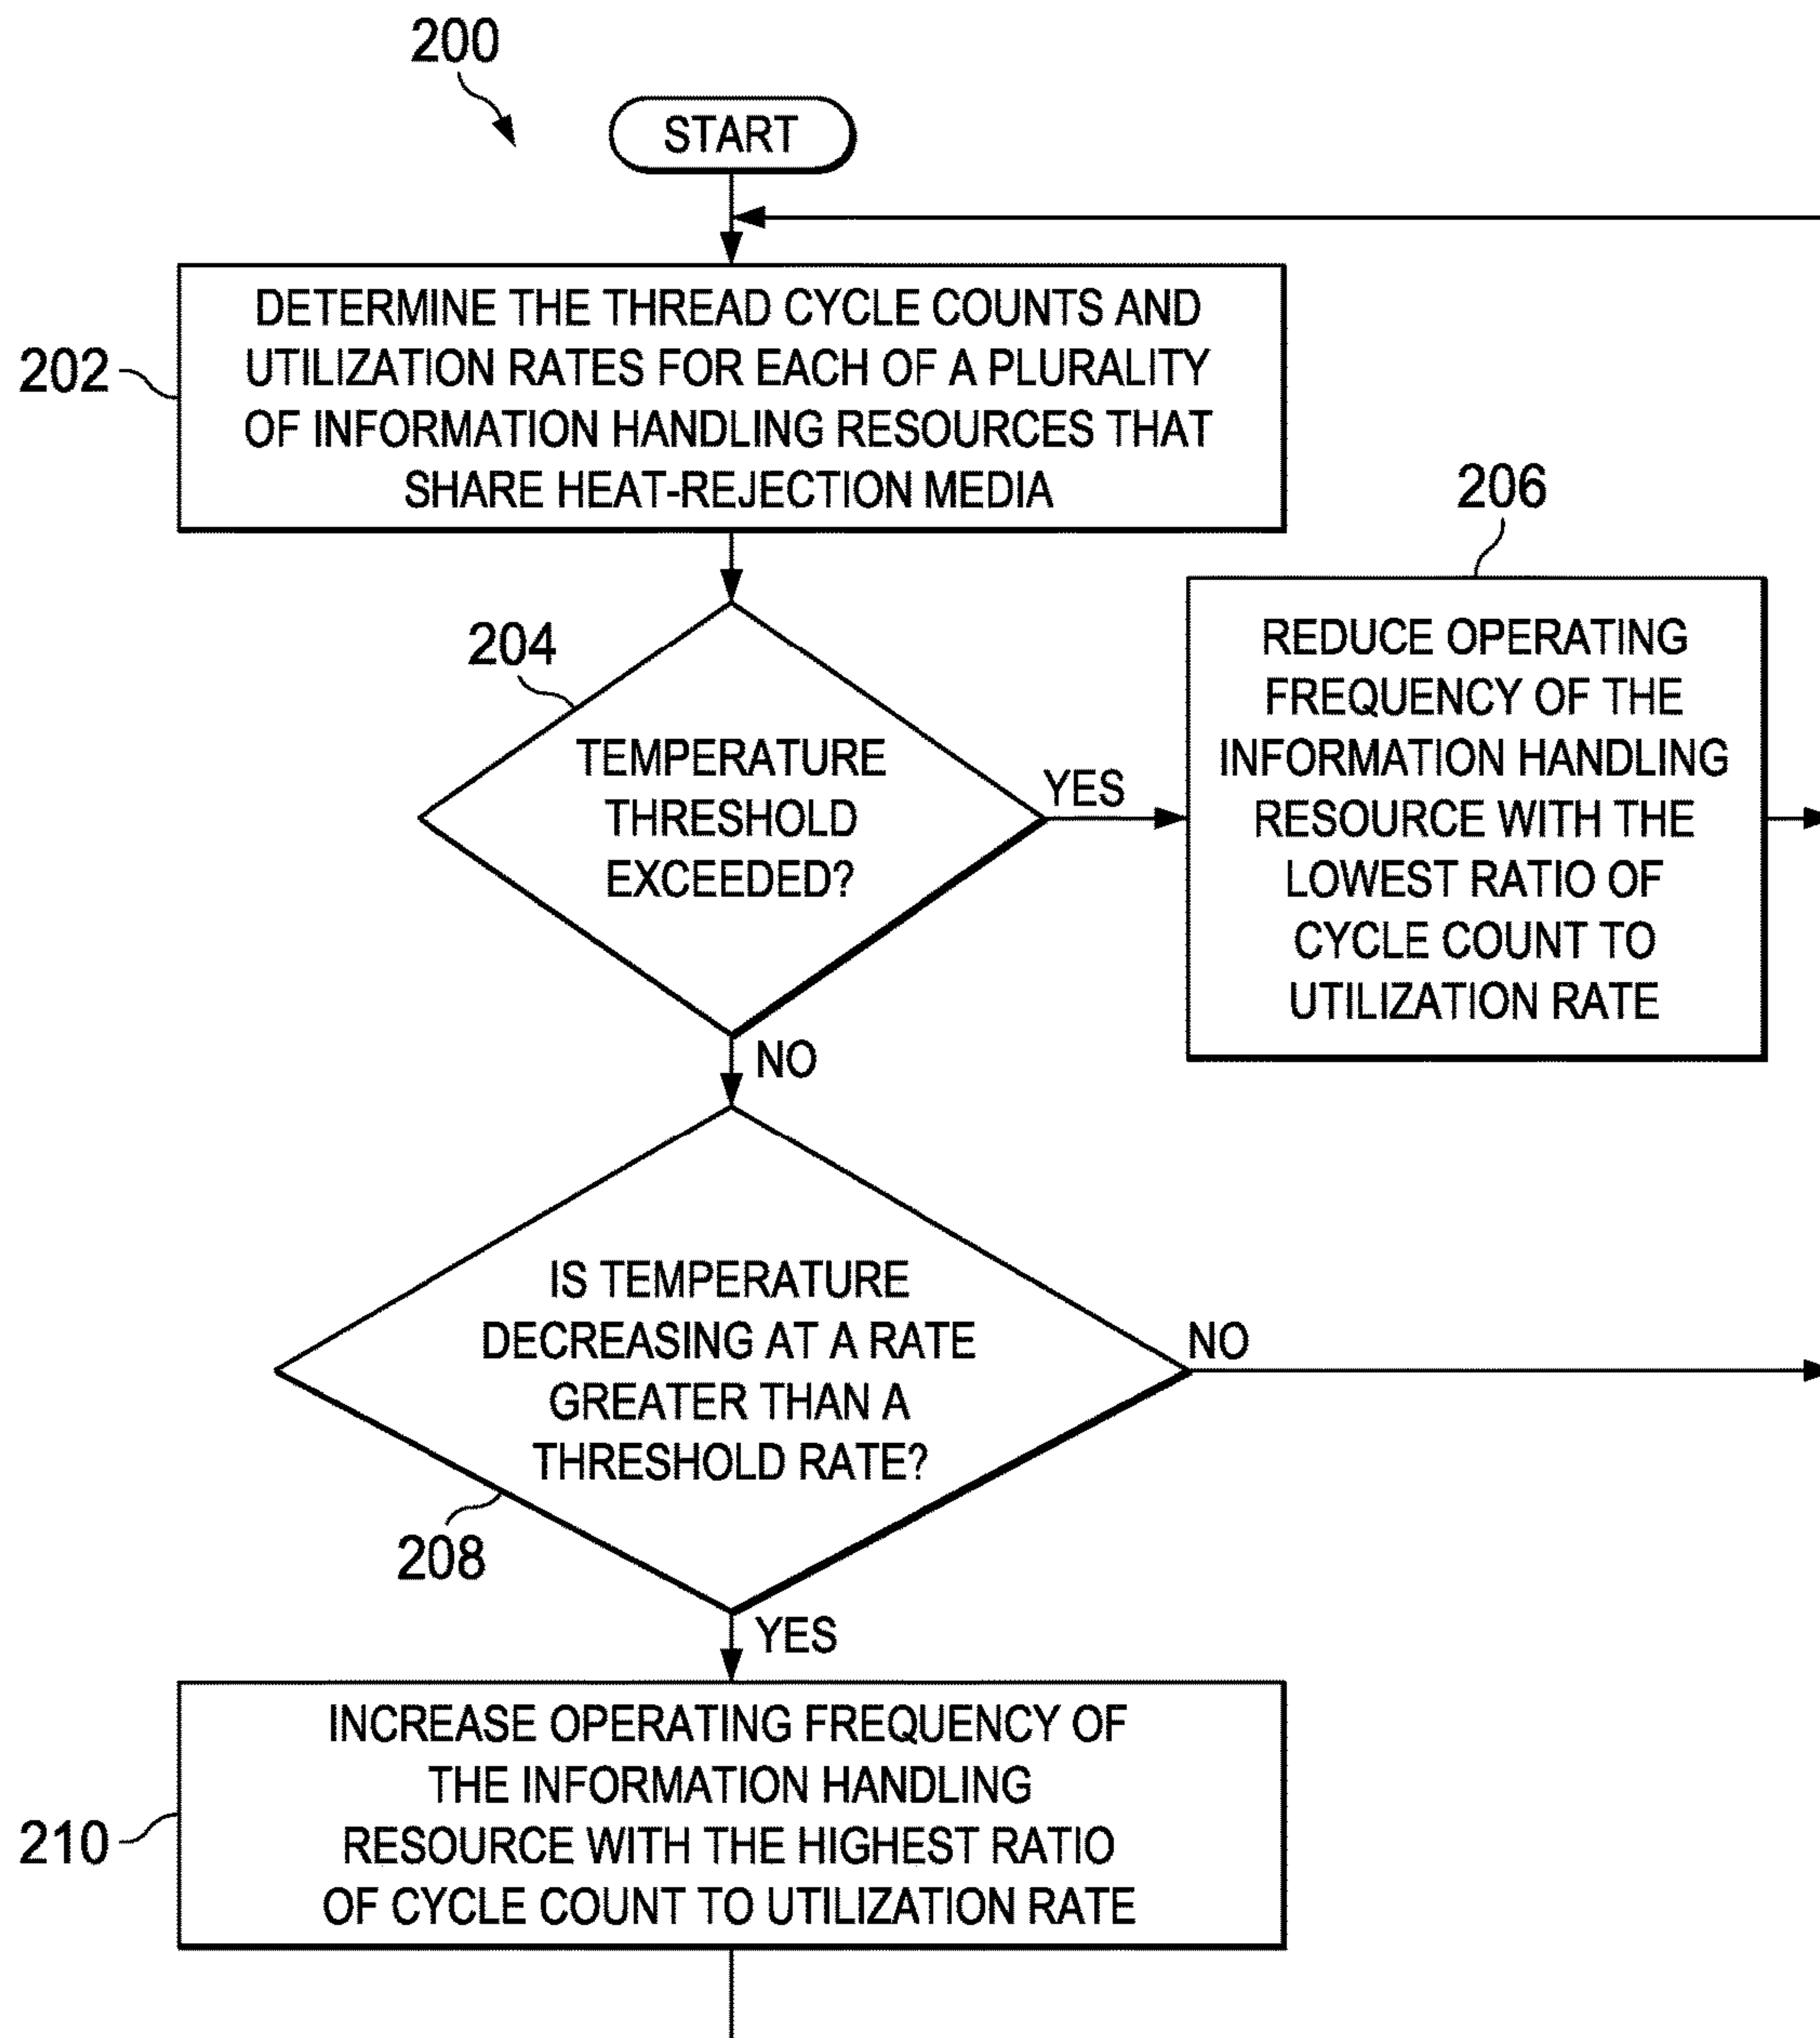 200
START
202
DETERMINE THE THREAD CYCLE COUNTS AND
UTILIZATION RATES FOR EACH OF A PLURALITY
OF INFORMATION HANDLING RESOURCES THAT
SHARE HEAT-REJECTION MEDIA
204
TEMPERATURE
THRESHOLD
EXCEEDED?
YES
206
REDUCE OPERATING
FREQUENCY OF THE
INFORMATION HANDLING
RESOURCE WITH THE
LOWEST RATIO OF
CYCLE COUNT TO
UTILIZATION RATE
NO
IS TEMPERATURE
DECREASING AT A RATE
GREATER THAN A
THRESHOLD RATE?
NO
208
YES
210
INCREASE OPERATING FREQUENCY OF
THE INFORMATION HANDLING
RESOURCE WITH THE HIGHEST RATIO
OF CYCLE COUNT TO UTILIZATION RATE